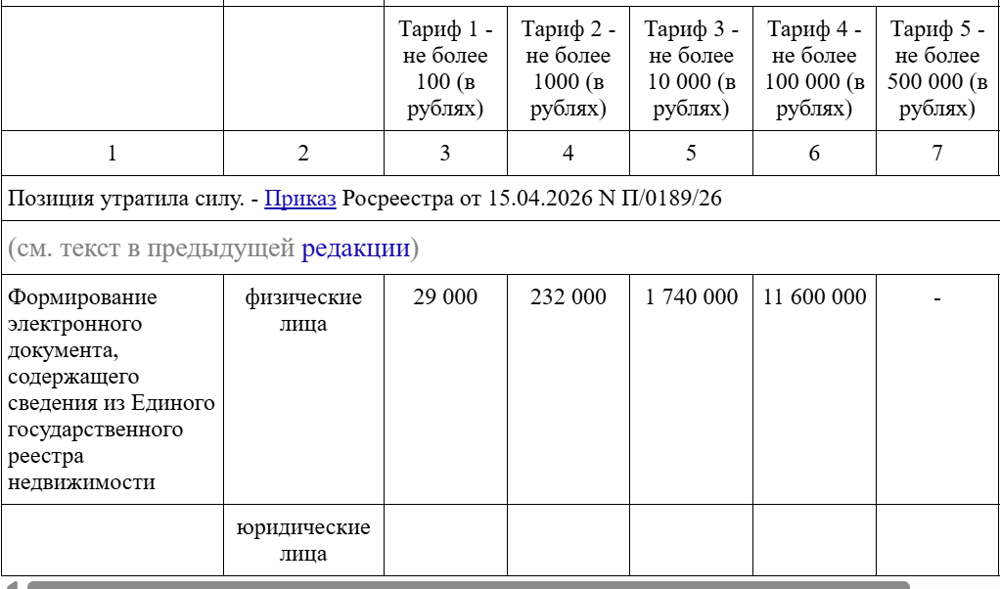 Тариф 1 -
не более
100 (в
рублях)
Тариф 2 -
не более
1000 (в
рублях)
Тариф 3 -
не более
10 000 (в
рублях)
Тариф 4 -
не более
100 000 (в
рублях)
Тариф 5 -
не более
500 000 (в
рублях)
1
2
3
4
5
6
7
Позиция утратила силу. - Приказ Росреестра от 15.04.2026 N П/0189/26
(см. текст в предыдущей редакции)
Формирование
электронного
документа,
содержащего
сведения из Единого
государственного
реестра
недвижимости
физические
лица
29 000
232 000
1 740 000
11 600 000
-
юридические
лица